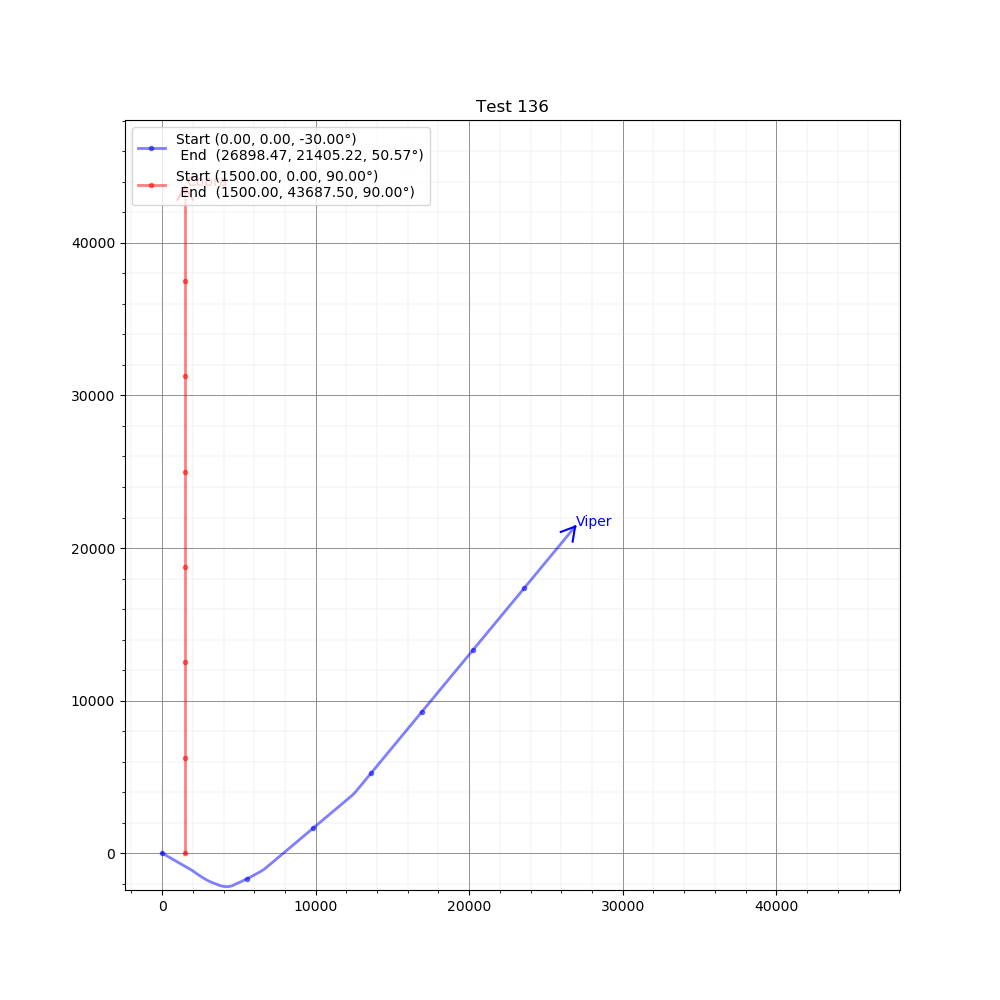 Test 136
Start (0.00, 0.00, -30.00°)
End (26898.47, 21405.22, 50.57°)
Start (1500.00, 0.00, 90.00°)
End (1500.00, 43687.50, 90.00°)
40000
30000
Viper
20000
10000
0
0 10000 20000 30000 40000